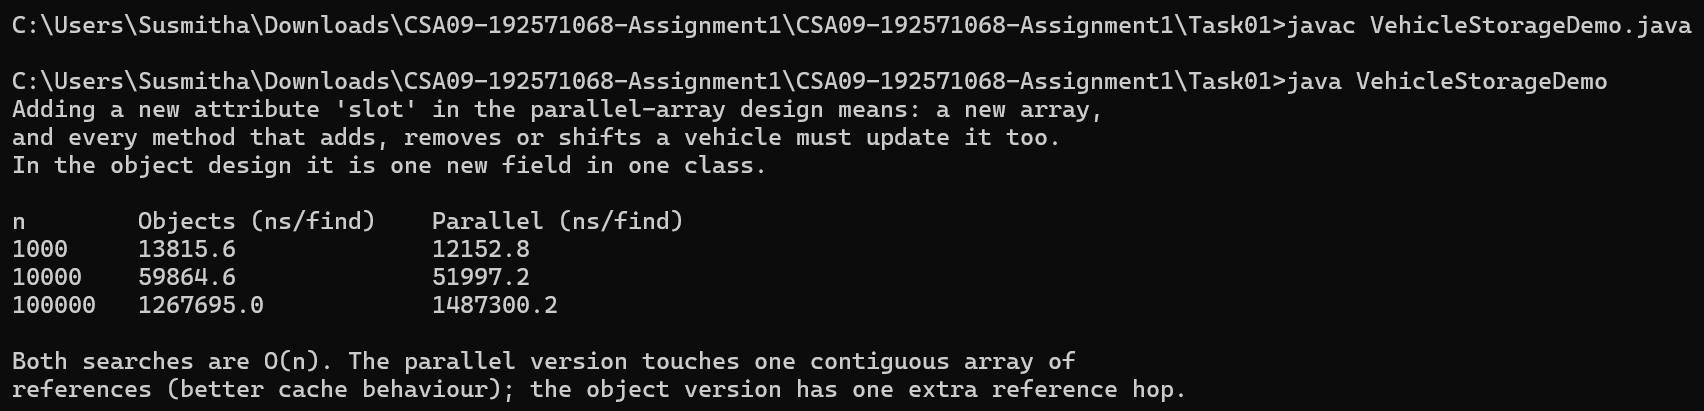 C:\Users\Susmitha\Downloads\CSA09-192571068-Assignment1\CSA09-192571068-Assignment1\Task01>javac VehicleStorageDemo.java
C:\Users\Susmitha\Downloads\CSA09-192571068-Assignment1\CSA09-192571068-Assignment1\Task01>java VehicleStorageDemo
Adding a new attribute 'slot' in the parallel-array design means: a new array,
and every method that adds, removes or shifts a vehicle must update it too.
In the object design it is one new field in one class.
n        Objects (ns/find)    Parallel (ns/find)
1000     13815.6              12152.8
10000    59864.6              51997.2
100000   1267695.0            1487300.2
Both searches are O(n). The parallel version touches one contiguous array of
references (better cache behaviour); the object version has one extra reference hop.